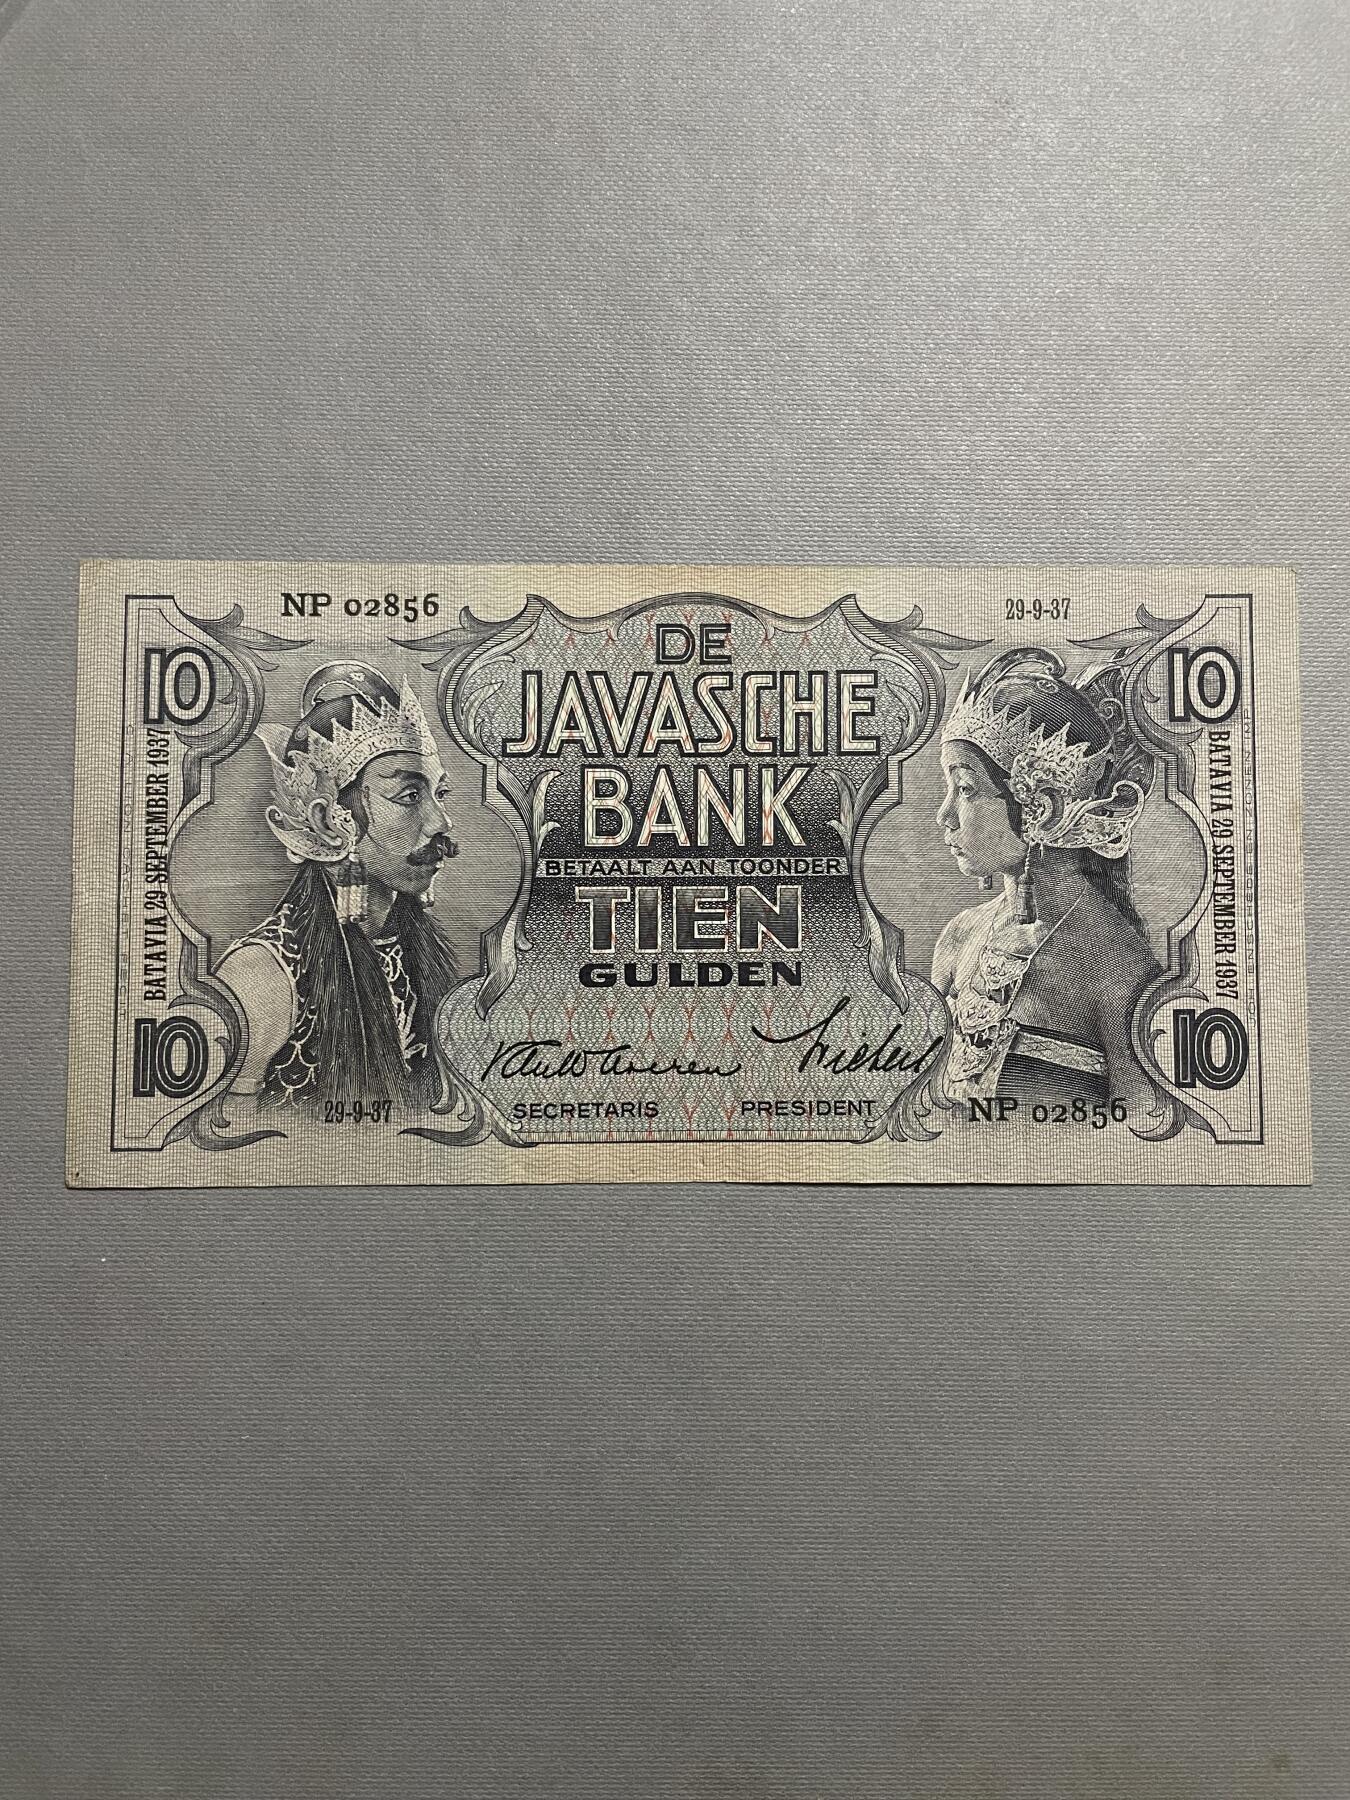 NP 02856
29-9-37
10
10
DE
JAVASCHE
BANK
BETAALT AAN TOONDER
TIEN
GULDEN
BATAVIA 29 SEPTEMBER 1937
BATAVIA 29 SEPTEMBER 1937
10
10
SECRETARIS
PRESIDENT
29-9-37
NP 02856